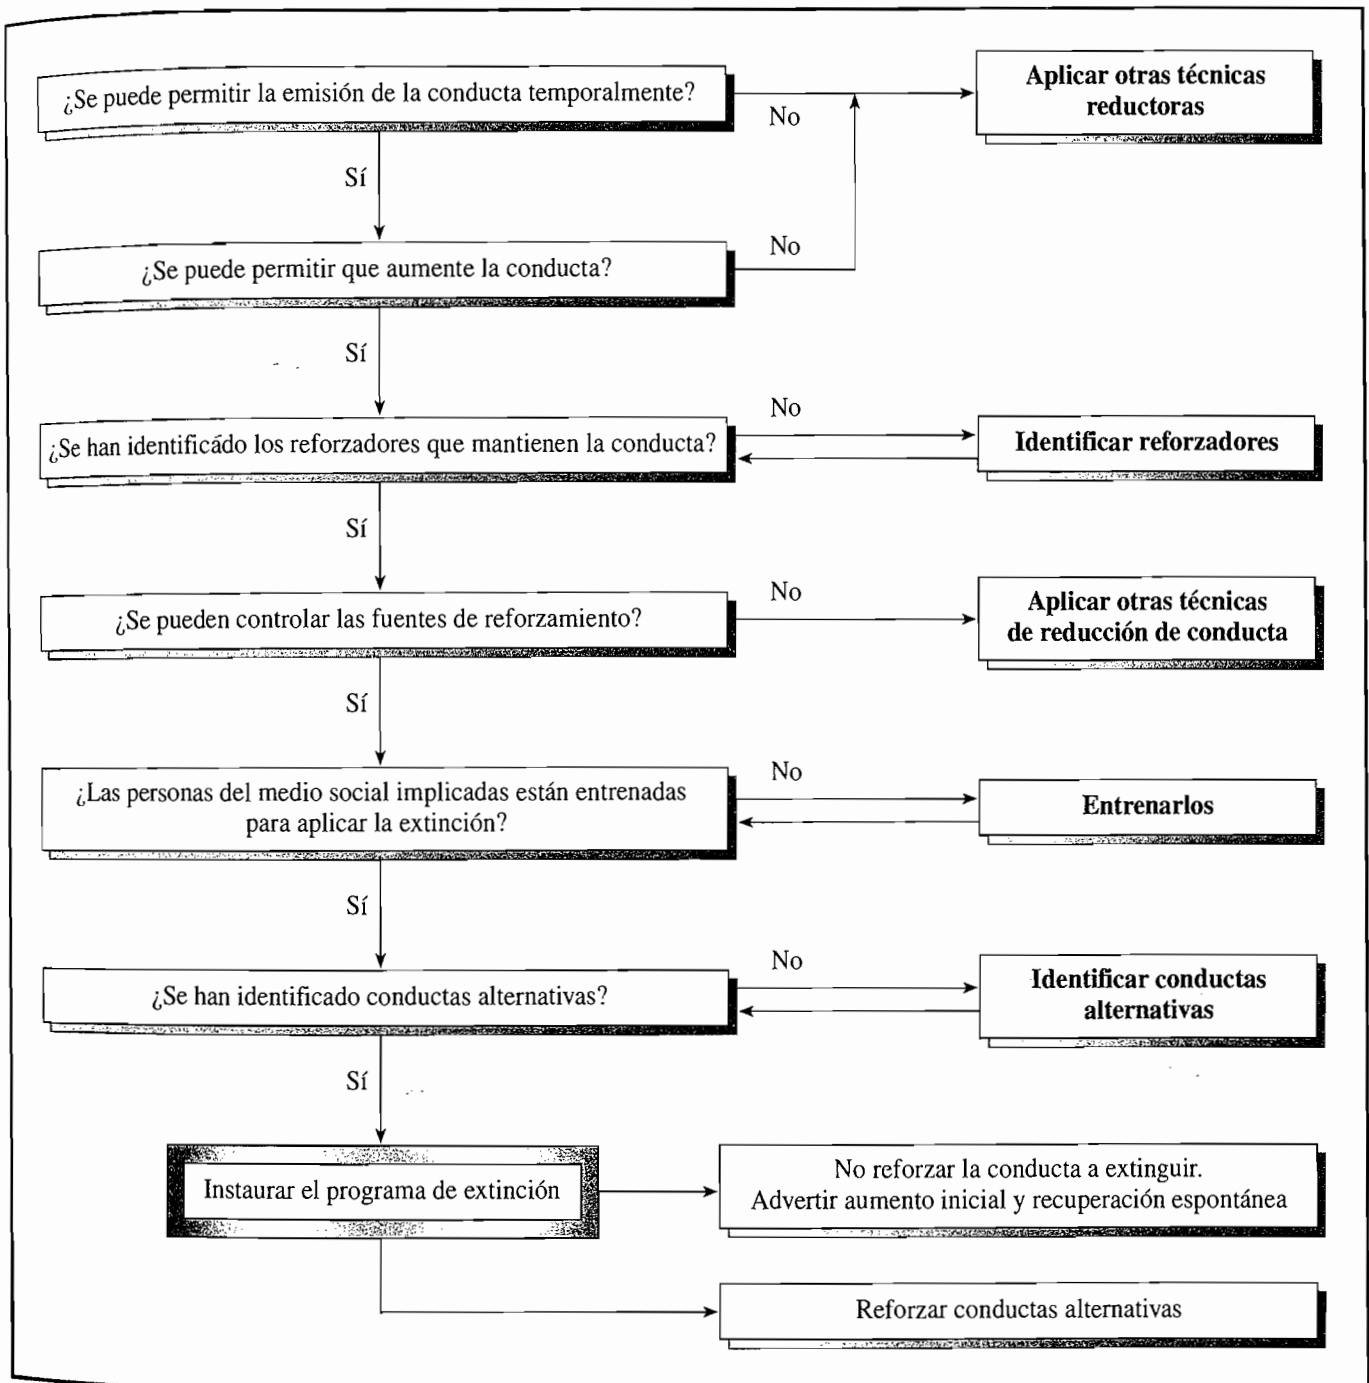 ¿Se puede permitir la emisión de la conducta temporalmente?
No
Aplicar otras técnicas
reductoras
Sí
¿Se puede permitir que aumente la conducta?
No
Sí
¿Se han identificádo los reforzadores que mantienen la conducta?
No
Identificar reforzadores
Sí
¿Se pueden controlar las fuentes de reforzamiento?
No
Aplicar otras técnicas
de reducción de conducta
Sí
¿Las personas del medio social implicadas están entrenadas
para aplicar la extinción?
No
Entrenarlos
Sí
¿Se han identificado conductas alternativas?
No
Identificar conductas
alternativas
Sí
Instaurar el programa de extinción
No reforzar la conducta a extinguir.
Advertir aumento inicial y recuperación espontánea
Reforzar conductas alternativas